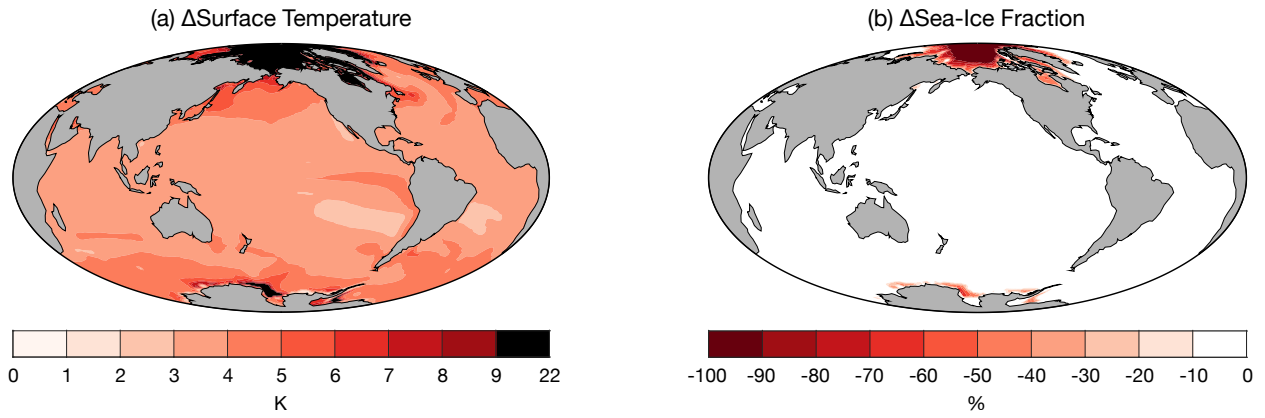 (a) ΔSurface Temperature
(b) ΔSea-Ice Fraction
0 1 2 3 4 5 6 7 8 9 22
K
-100 -90 -80 -70 -60 -50 -40 -30 -20 -10 0
%